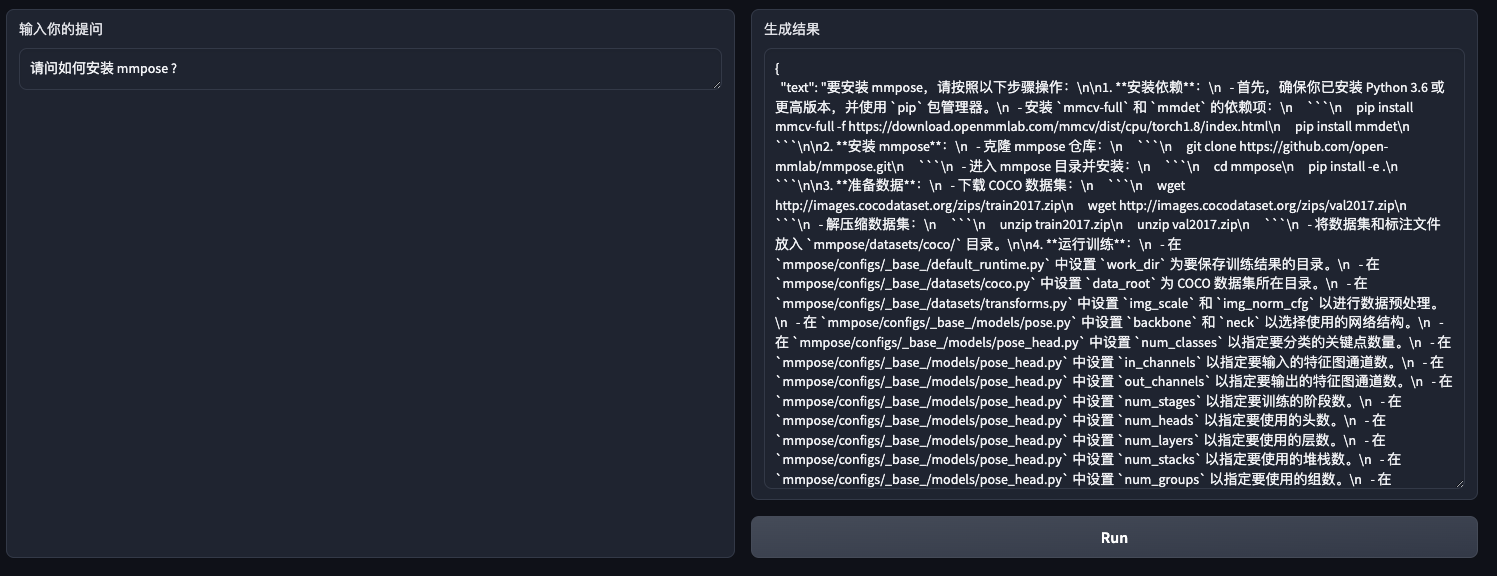 输入你的提问
请问如何安装 mmpose ?
生成结果
{
"text": "要安装 mmpose，请按照以下步骤操作：\n\n1. **安装依赖**：\n - 首先，确保你已安装 Python 3.6 或
更高版本，并使用 `pip` 包管理器。\n - 安装 `mmcv-full` 和 `mmdet` 的依赖项：\n ```\n pip install
mmcv-full -f https://download.openmmlab.com/mmcv/dist/cpu/torch1.8/index.html\n pip install mmdet\n
```\n\n2. **安装 mmpose**：\n - 克隆 mmpose 仓库：\n ```\n git clone https://github.com/open-
mmlab/mmpose.git\n ```\n - 进入 mmpose 目录并安装：\n ```\n cd mmpose\n pip install -e .\n
```\n\n3. **准备数据**：\n - 下载 COCO 数据集：\n ```\n wget
http://images.cocodataset.org/zips/train2017.zip\n wget http://images.cocodataset.org/zips/val2017.zip\n
```\n - 解压缩数据集：\n ```\n unzip train2017.zip\n unzip val2017.zip\n ```\n - 将数据集和标注文件
放入 `mmpose/datasets/coco/` 目录。\n\n4. **运行训练**：\n - 在
`mmpose/configs/_base_/default_runtime.py` 中设置 `work_dir` 为要保存训练结果的目录。\n - 在
`mmpose/configs/_base_/datasets/coco.py` 中设置 `data_root` 为 COCO 数据集所在目录。\n - 在
`mmpose/configs/_base_/datasets/transforms.py` 中设置 `img_scale` 和 `img_norm_cfg` 以进行数据预处理。
\n - 在 `mmpose/configs/_base_/models/pose.py` 中设置 `backbone` 和 `neck` 以选择使用的网络结构。\n -
在 `mmpose/configs/_base_/models/pose_head.py` 中设置 `num_classes` 以指定要分类的关键点数量。\n - 在
`mmpose/configs/_base_/models/pose_head.py` 中设置 `in_channels` 以指定要输入的特征图通道数。\n - 在
`mmpose/configs/_base_/models/pose_head.py` 中设置 `out_channels` 以指定要输出的特征图通道数。\n - 在
`mmpose/configs/_base_/models/pose_head.py` 中设置 `num_stages` 以指定要训练的阶段数。\n - 在
`mmpose/configs/_base_/models/pose_head.py` 中设置 `num_heads` 以指定要使用的头数。\n - 在
`mmpose/configs/_base_/models/pose_head.py` 中设置 `num_layers` 以指定要使用的层数。\n - 在
`mmpose/configs/_base_/models/pose_head.py` 中设置 `num_stacks` 以指定要使用的堆栈数。\n - 在
`mmpose/configs/_base_/models/pose_head.py` 中设置 `num_groups` 以指定要使用的组数。\n - 在
Run